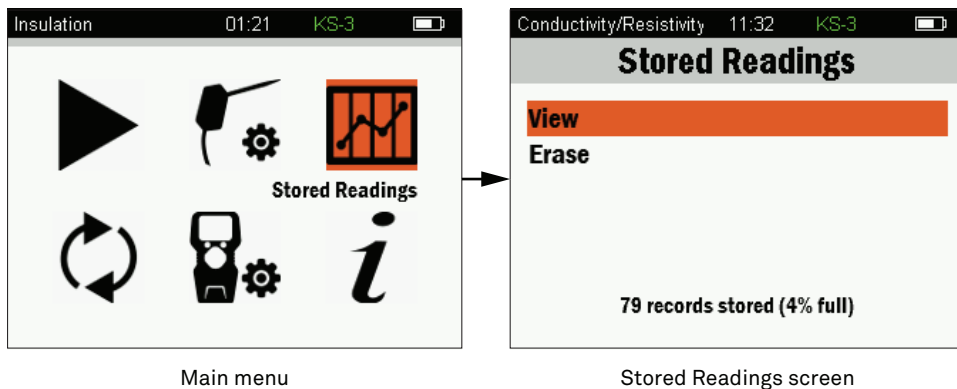 Insulation 01:21 KS-3
Stored Readings
Main menu
Conductivity/Resistivity 11:32 KS-3
Stored Readings
View
Erase
79 records stored (4% full)
Stored Readings screen